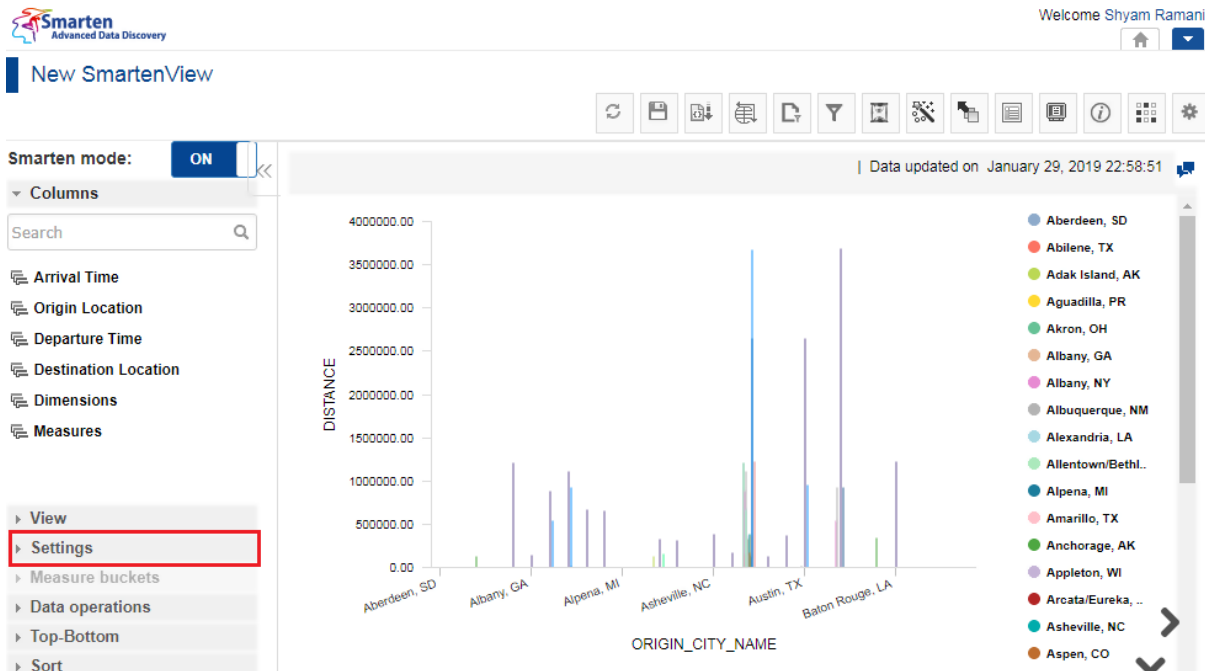 Smarten
Advanced Data Discovery
Welcome Shyam Ramani
New SmartenView
Smarten mode:
ON
| Data updated on January 29, 2019 22:58:51
Columns
Search
Arrival Time
Origin Location
Departure Time
Destination Location
Dimensions
Measures
View
Settings
Measure buckets
Data operations
Top-Bottom
Sort
4000000.00
3500000.00
3000000.00
2500000.00
2000000.00
1500000.00
1000000.00
500000.00
0.00
DISTANCE
Aberdeen, SD
Albany, GA
Alpena, MI
Asheville, NC
Austin, TX
Baton Rouge, LA
ORIGIN_CITY_NAME
Aberdeen, SD
Abilene, TX
Adak Island, AK
Aguadilla, PR
Akron, OH
Albany, GA
Albany, NY
Albuquerque, NM
Alexandria, LA
Allentown/Bethl..
Alpena, MI
Amarillo, TX
Anchorage, AK
Appleton, WI
Arcata/Eureka, ..
Asheville, NC
Aspen, CO